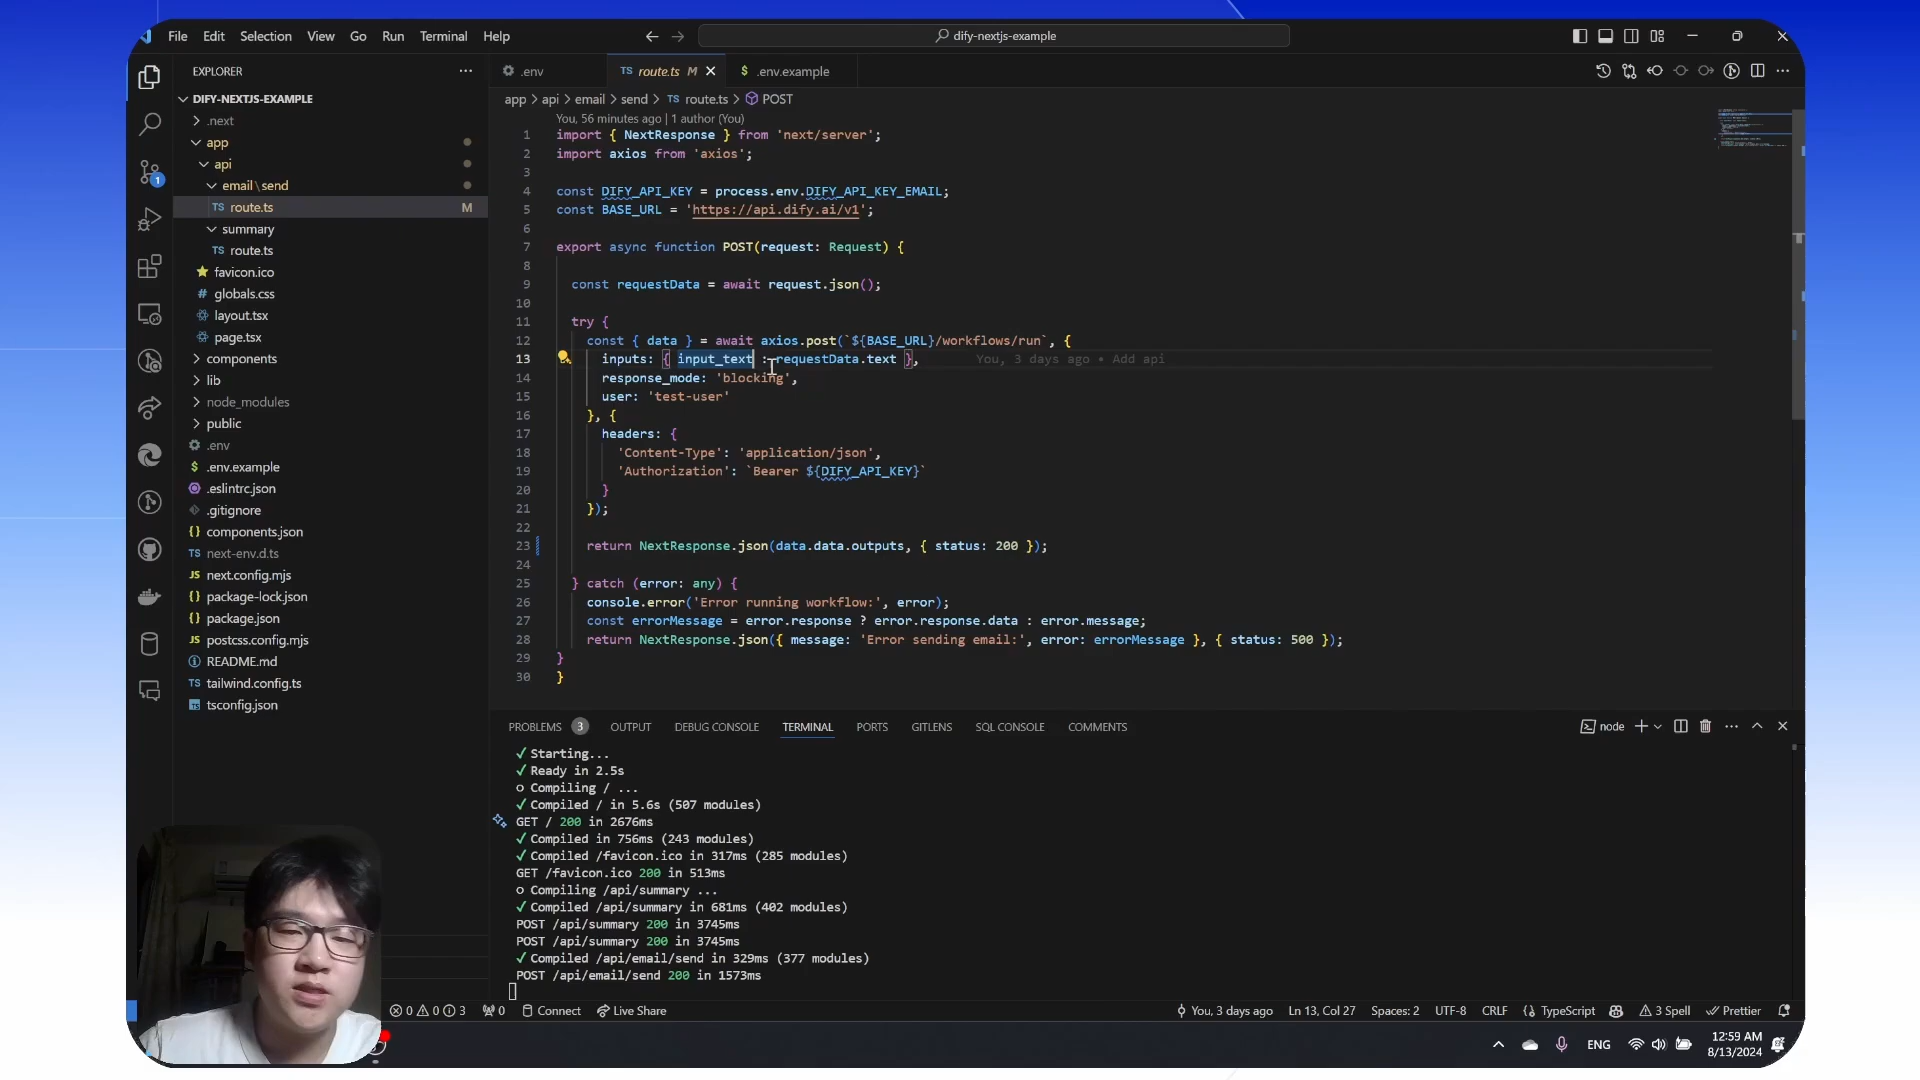 File Edit Selection View Go Run Terminal Help
dify-nextjs-example
EXPLORER
DIFY-NEXTJS-EXAMPLE
.next
app
api
email\send
route.ts M
summary
route.ts
favicon.ico
globals.css
layout.tsx
page.tsx
components
lib
node_modules
public
.env
.env.example
.eslintrc.json
.gitignore
components.json
next-env.d.ts
next.config.mjs
package-lock.json
package.json
postcss.config.mjs
README.md
tailwind.config.ts
tsconfig.json
1
.env
TS route.ts M
$ .env.example
app > api > email > send > TS route.ts > POST
You, 56 minutes ago | 1 author (You)
1 import { NextResponse } from 'next/server';
2 import axios from 'axios';
3
4 const DIFY_API_KEY = process.env.DIFY_API_KEY_EMAIL;
5 const BASE_URL = 'https://api.dify.ai/v1';
6
7 export async function POST(request: Request) {
8
9 const requestData = await request.json();
10
11 try {
12 const { data } = await axios.post(`${BASE_URL}/workflows/run`, {
13 inputs: { input_text : requestData.text }, You, 3 days ago • Add api
14 response_mode: 'blocking',
15 user: 'test-user'
16 }, {
17 headers: {
18 'Content-Type': 'application/json',
19 'Authorization': `Bearer ${DIFY_API_KEY}`
20 }
21 });
22
23 return NextResponse.json(data.data.outputs, { status: 200 });
24
25 } catch (error: any) {
26 console.error('Error running workflow:', error);
27 const errorMessage = error.response ? error.response.data : error.message;
28 return NextResponse.json({ message: 'Error sending email:', error: errorMessage }, { status: 500 });
29 }
30 }
PROBLEMS 3 OUTPUT DEBUG CONSOLE TERMINAL PORTS GITLENS SQL CONSOLE COMMENTS
node
✓ Starting...
✓ Ready in 2.5s
○ Compiling / ...
✓ Compiled / in 5.6s (507 modules)
GET / 200 in 2676ms
✓ Compiled in 756ms (243 modules)
✓ Compiled /favicon.ico in 317ms (285 modules)
GET /favicon.ico 200 in 513ms
○ Compiling /api/summary ...
✓ Compiled /api/summary in 681ms (402 modules)
POST /api/summary 200 in 3745ms
POST /api/summary 200 in 3745ms
✓ Compiled /api/email/send in 329ms (377 modules)
POST /api/email/send 200 in 1573ms
0 0 3 0 Connect Live Share You, 3 days ago Ln 13, Col 27 Spaces: 2 UTF-8 CRLF {} TypeScript 3 Spell Prettier
ENG
12:59 AM
8/13/2024